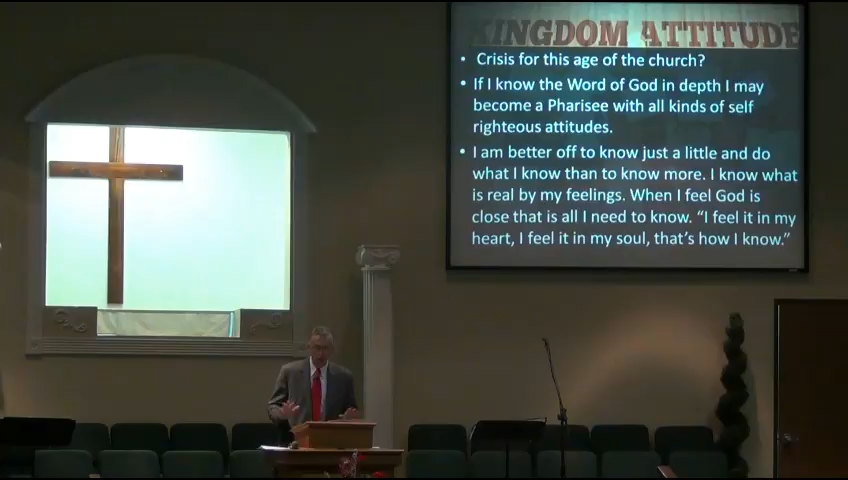 KINGDOM ATTITUDE
• Crisis for this age of the church?
• If I know the Word of God in depth I may
become a Pharisee with all kinds of self
righteous attitudes.
• I am better off to know just a little and do
what I know than to know more. I know what
is real by my feelings. When I feel God is
close that is all I need to know. “I feel it in my
heart, I feel it in my soul, that’s how I know.”